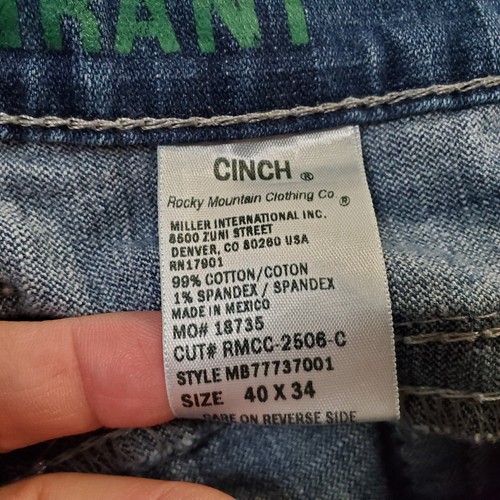 RANT
CINCH ®
Rocky Mountain Clothing Co ®
MILLER INTERNATIONAL INC.
8500 ZUNI STREET
DENVER, CO 80260 USA
RN17901
99% COTTON/COTON
1% SPANDEX / SPANDEX
MADE IN MEXICO
MO# 18735
CUT# RMCC-2506-C
STYLE MB77737001
SIZE 40 X 34
CARE ON REVERSE SIDE